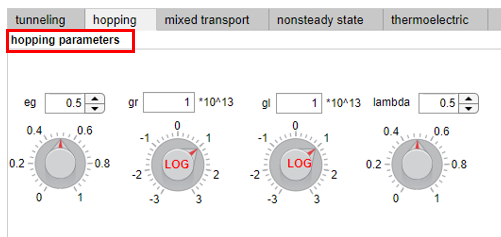 tunneling hopping mixed transport nonsteady state thermoelectric
hopping parameters
eg 0.5 gr 1 *10^13 gl 1 *10^13 lambda 0.5
0.4 0.6 0 0 0.4 0.6
-1 1 -1 1
0.2 LOG 0.8 LOG 0.2 0.8
-2 2 -2 2
0 1 -3 3 -3 3 0 1